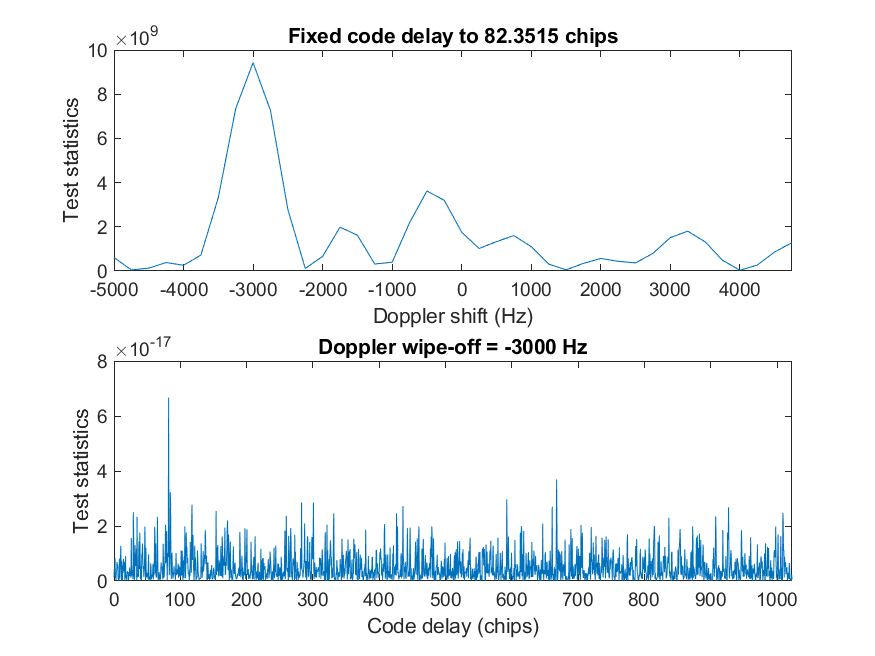 Fixed code delay to 82.3515 chips
×10^9
10
8
6
4
2
0
Test statistics
-5000 -4000 -3000 -2000 -1000 0 1000 2000 3000 4000
Doppler shift (Hz)
Doppler wipe-off = -3000 Hz
×10^-17
8
6
4
2
0
Test statistics
0 100 200 300 400 500 600 700 800 900 1000
Code delay (chips)